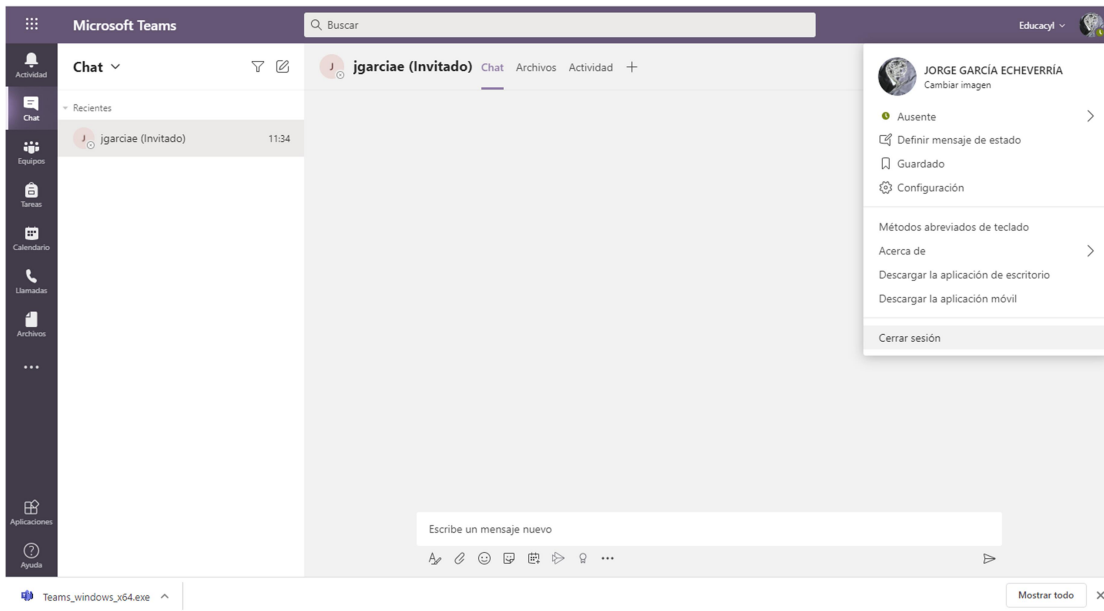 Microsoft Teams
Buscar
Educacyl
Actividad
Chat
Equipos
Tareas
Calendario
Llamadas
Archivos
Aplicaciones
Ayuda
Chat
Recientes
J jgarciae (Invitado) 11:34
J jgarciae (Invitado) Chat Archivos Actividad
JORGE GARCÍA ECHEVERRÍA
Cambiar imagen
Ausente
Definir mensaje de estado
Guardado
Configuración
Métodos abreviados de teclado
Acerca de
Descargar la aplicación de escritorio
Descargar la aplicación móvil
Cerrar sesión
Escribe un mensaje nuevo
Teams_windows_x64.exe
Mostrar todo